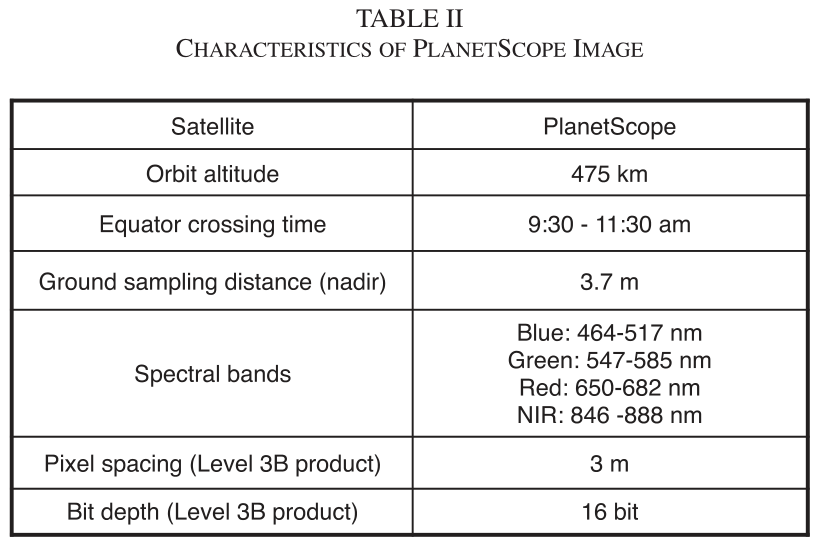 TABLE II
CHARACTERISTICS OF PLANETSCOPE IMAGE
Satellite PlanetScope
Orbit altitude 475 km
Equator crossing time 9:30 - 11:30 am
Ground sampling distance (nadir) 3.7 m
Spectral bands
Blue: 464-517 nm
Green: 547-585 nm
Red: 650-682 nm
NIR: 846 -888 nm
Pixel spacing (Level 3B product) 3 m
Bit depth (Level 3B product) 16 bit